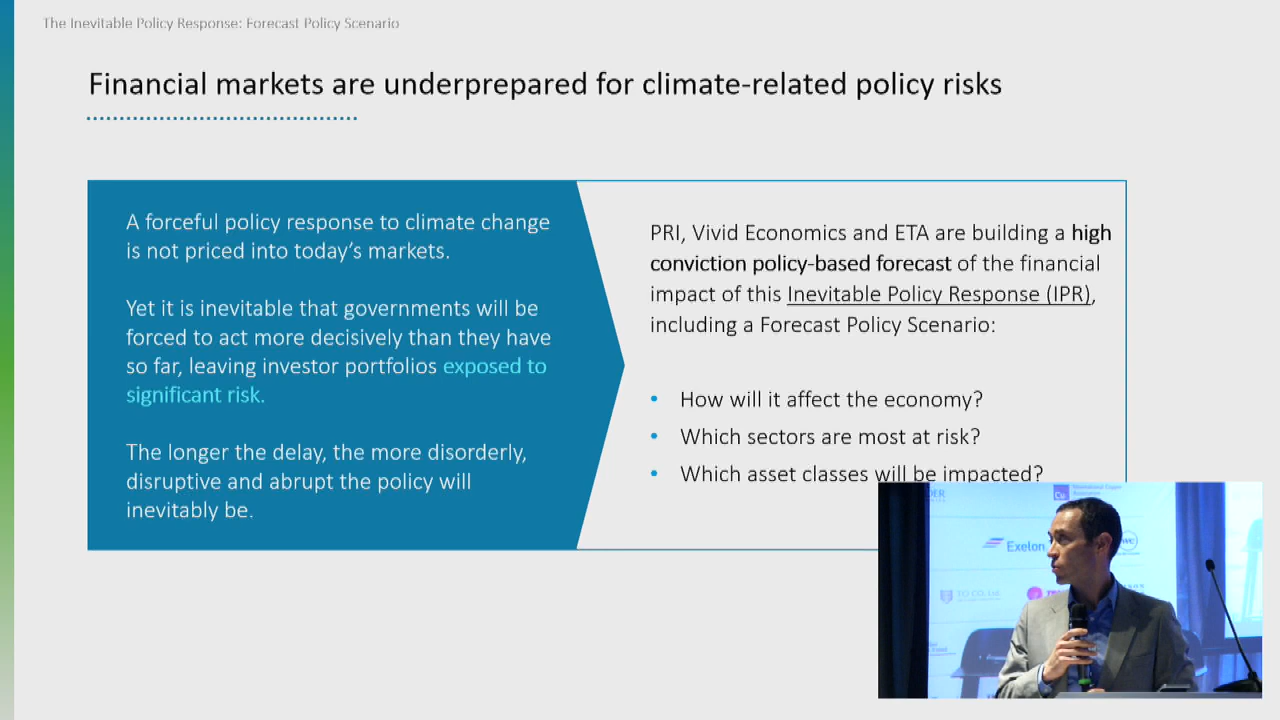 The Inevitable Policy Response: Forecast Policy Scenario
Financial markets are underprepared for climate-related policy risks
A forceful policy response to climate change
is not priced into today's markets.
Yet it is inevitable that governments will be
forced to act more decisively than they have
so far, leaving investor portfolios exposed to
significant risk.
The longer the delay, the more disorderly,
disruptive and abrupt the policy will
inevitably be.
PRI, Vivid Economics and ETA are building a high
conviction policy-based forecast of the financial
impact of this Inevitable Policy Response (IPR),
including a Forecast Policy Scenario:
• How will it affect the economy?
• Which sectors are most at risk?
• Which asset classes will be impacted?
Exelon